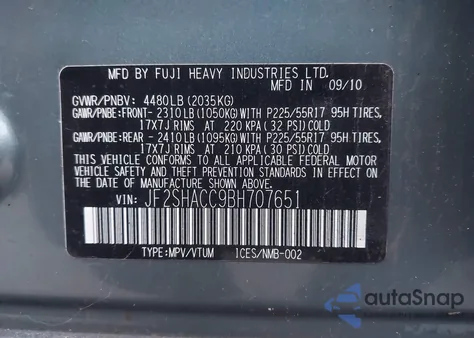 MFD BY FUJI HEAVY INDUSTRIES LTD.
MFD IN 09/10
GVWR/PNBV: 4480LB (2035KG)
GAWR/PNBE:FRONT- 2310LB (1050KG) WITH P225/55R17 95H TIRES,
17X7J RIMS AT 220 KPA (32 PSI) COLD
GAWR/PNBE:REAR- 2410LB (1095KG) WITH P225/55R17 95H TIRES,
17X7J RIMS AT 210 KPA (30 PSI) COLD
THIS VEHICLE CONFORMS TO ALL APPLICABLE FEDERAL MOTOR
VEHICLE SAFETY, BUMPER, AND THEFT PREVENTION STANDARDS
IN EFFECT ON THE DATE OF MANUFACTURE SHOWN ABOVE.
VIN: JF2SHACC9BH707651
TYPE:MPV/VTUM ICES/NMB-002
autoSnap